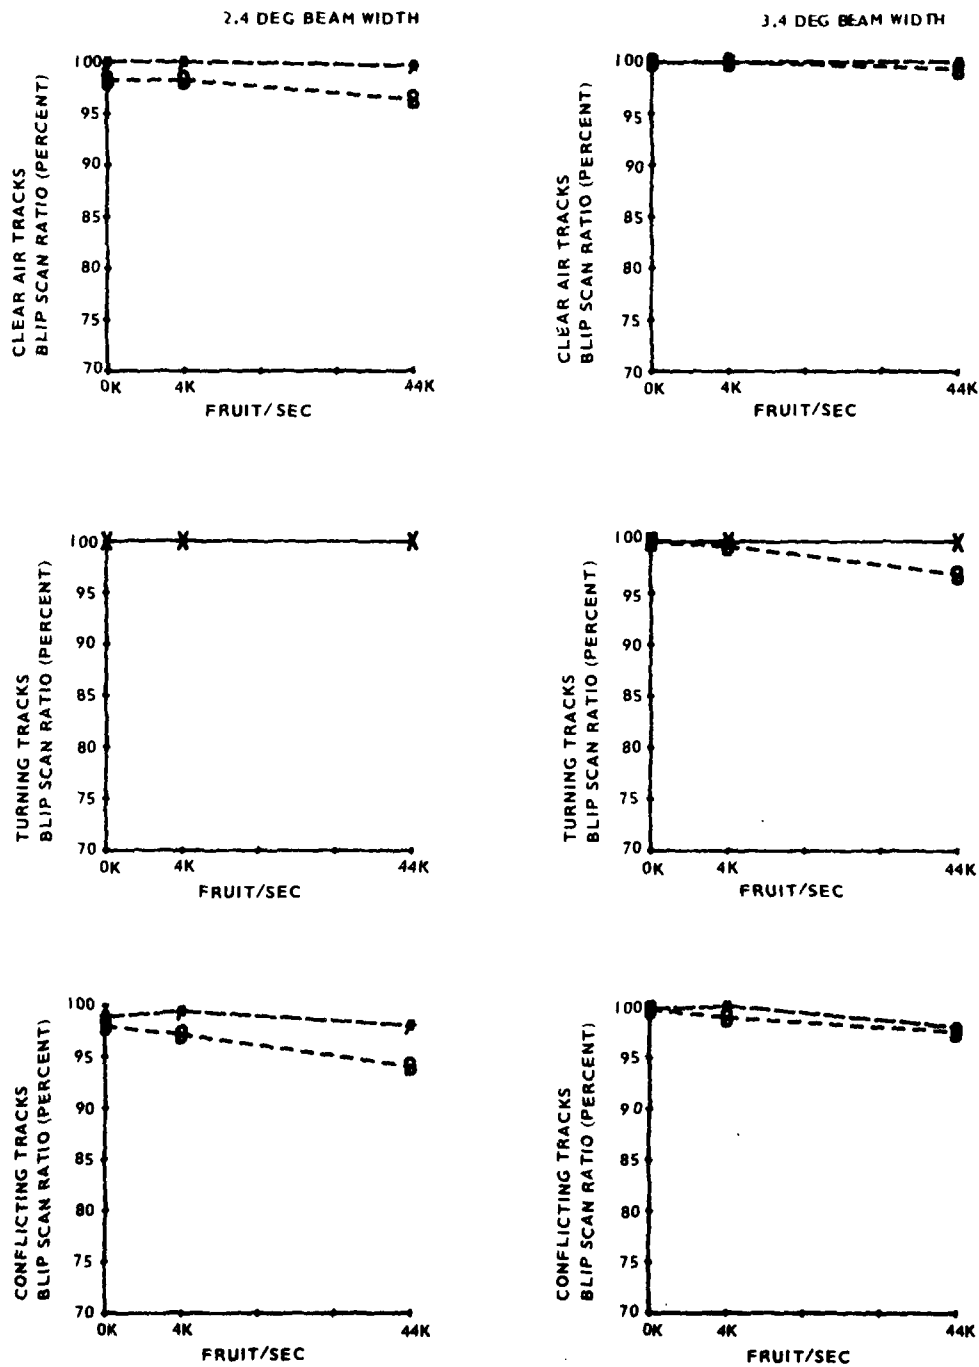 2.4 DEG BEAM WIDTH
CLEAR AIR TRACKS
BLIP SCAN RATIO (PERCENT)
100
95
90
85
80
75
70
0K 4K 44K
FRUIT/SEC
3.4 DEG BEAM WIDTH
CLEAR AIR TRACKS
BLIP SCAN RATIO (PERCENT)
100
95
90
85
80
75
70
0K 4K 44K
FRUIT/SEC
TURNING TRACKS
BLIP SCAN RATIO (PERCENT)
100
95
90
85
80
75
70
X X X
0K 4K 44K
FRUIT/SEC
TURNING TRACKS
BLIP SCAN RATIO (PERCENT)
100
95
90
85
80
75
70
X X
0K 4K 44K
FRUIT/SEC
CONFLICTING TRACKS
BLIP SCAN RATIO (PERCENT)
100
95
90
85
80
75
70
0K 4K 44K
FRUIT/SEC
CONFLICTING TRACKS
BLIP SCAN RATIO (PERCENT)
100
95
90
85
80
75
70
0K 4K 44K
FRUIT/SEC